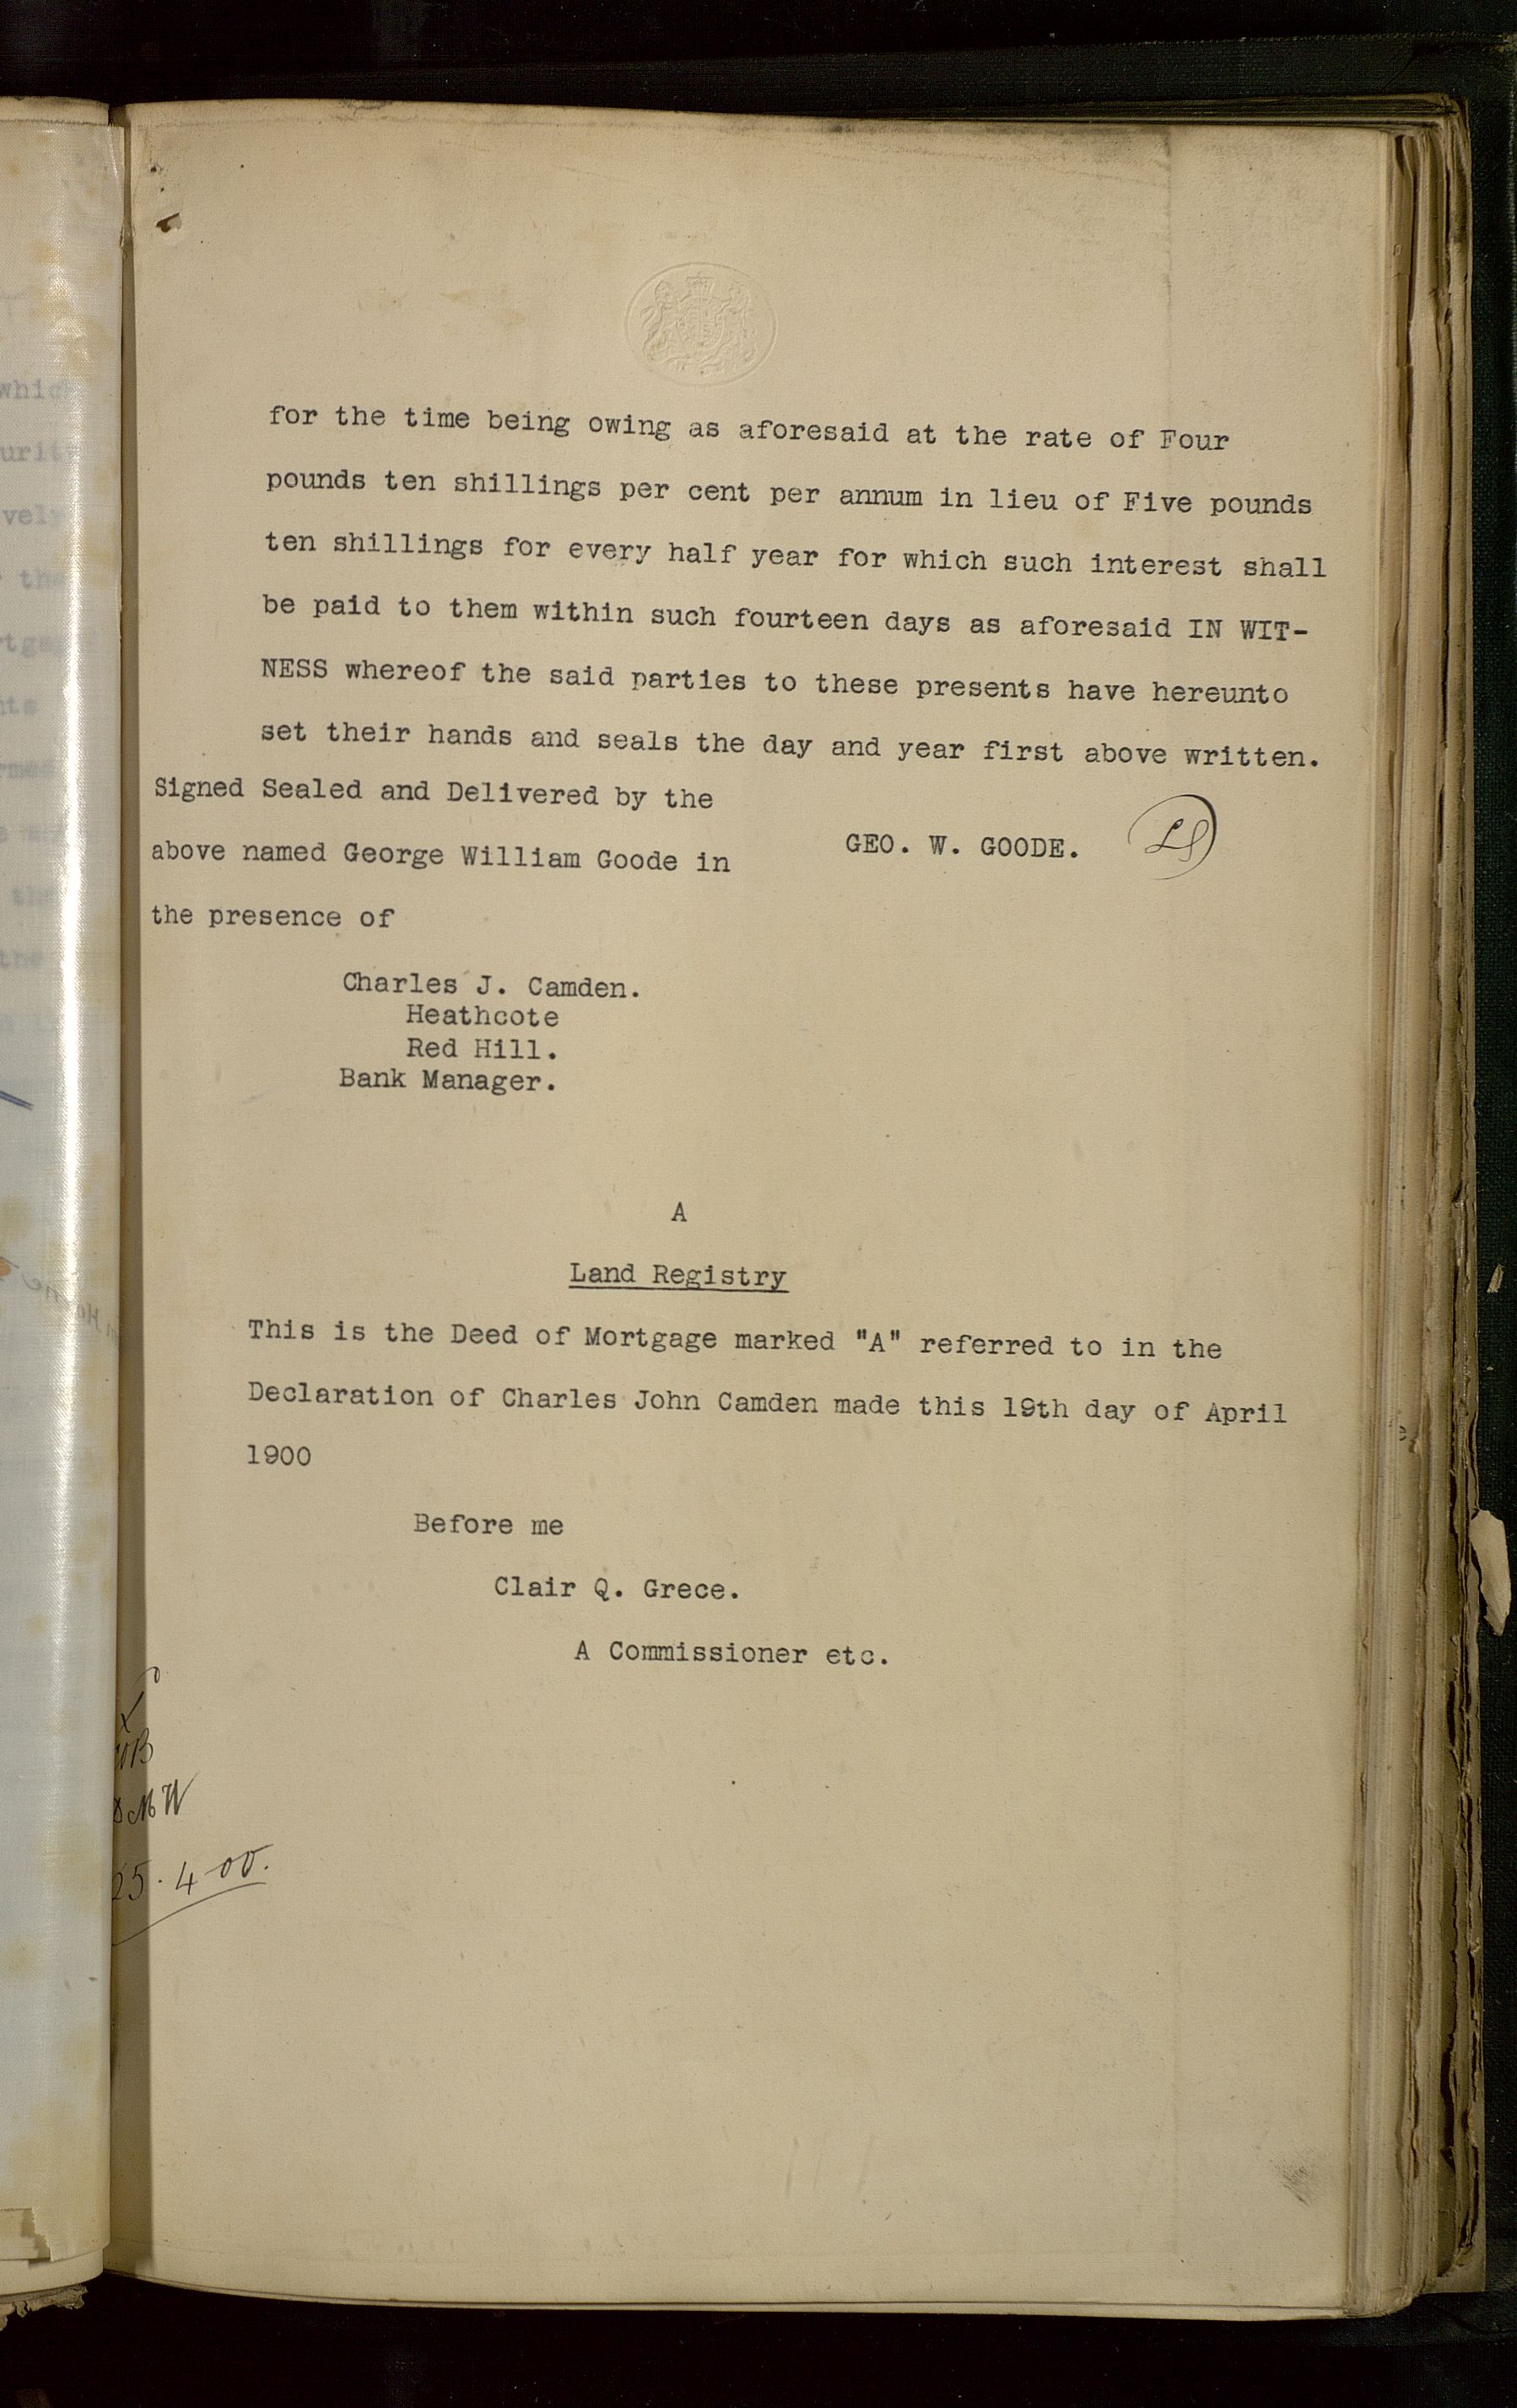 for the time being owing as aforesaid at the rate of Four
pounds ten shillings per cent per annum in lieu of Five pounds
ten shillings for every half year for which such interest shall
be paid to them within such fourteen days as aforesaid IN WIT-
NESS whereof the said parties to these presents have hereunto
set their hands and seals the day and year first above written.
Signed Sealed and Delivered by the
above named George William Goode in
GEO. W. GOODE. LS
the presence of
Charles J. Camden.
Heathcote
Red Hill.
Bank Manager.
A
Land Registry
This is the Deed of Mortgage marked "A" referred to in the
Declaration of Charles John Camden made this 19th day of April
1900
Before me
Clair Q. Grece.
A Commissioner etc.
25.4.00.